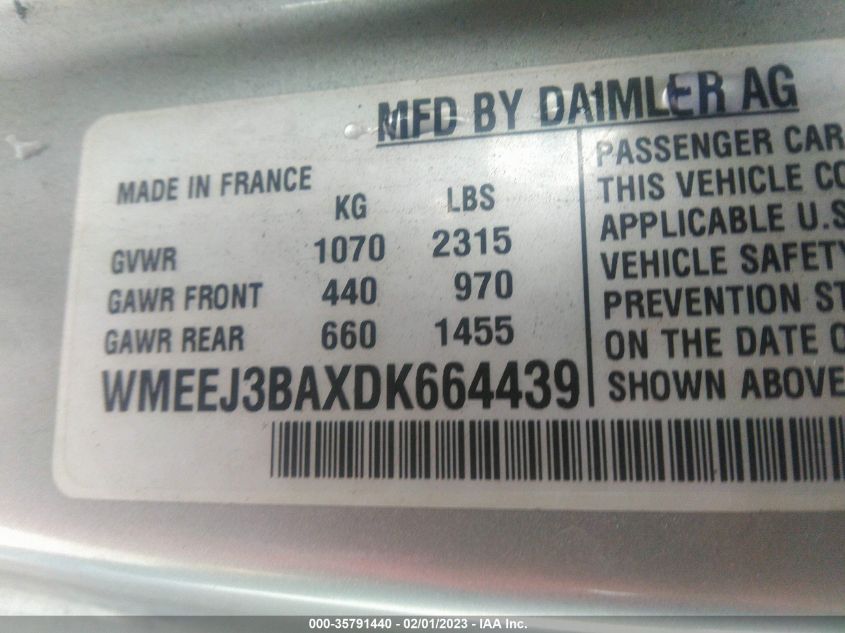 MFD BY DAIMLER AG
MADE IN FRANCE
KG LBS
GVWR 1070 2315
GAWR FRONT 440 970
GAWR REAR 660 1455
WMEEJ3BAXDK664439
PASSENGER CAR
THIS VEHICLE CO
APPLICABLE U.S
VEHICLE SAFETY
PREVENTION ST
ON THE DATE O
SHOWN ABOVE
000-35791440 - 02/01/2023 - IAA Inc.